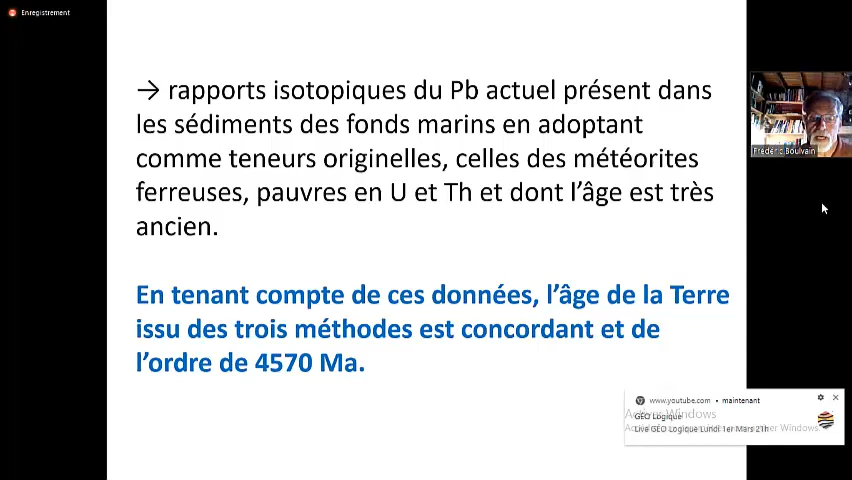 Enregistrement
→ rapports isotopiques du Pb actuel présent dans
les sédiments des fonds marins en adoptant
comme teneurs originelles, celles des météorites
ferreuses, pauvres en U et Th et dont l’âge est très
ancien.
En tenant compte de ces données, l’âge de la Terre
issu des trois méthodes est concordant et de
l’ordre de 4570 Ma.
Frédéric Boulvain
www.youtube.com • maintenant
GÉO Logique
Live GÉO Logique Lundi 1er Mars 21h
Activer Windows